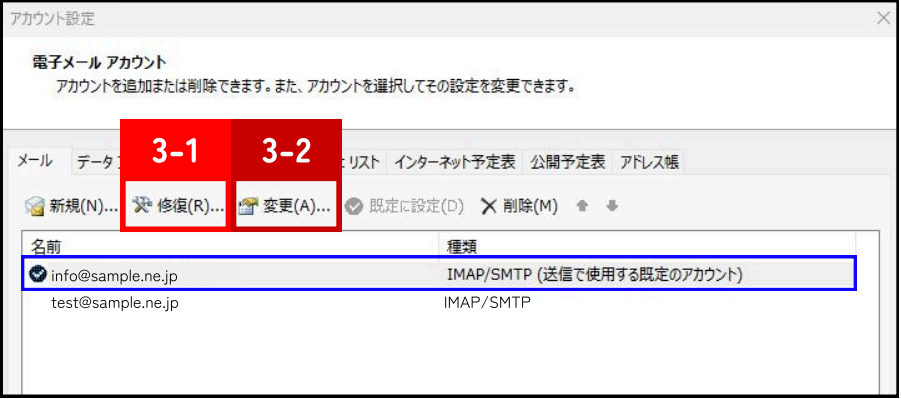 アカウント設定
電子メール アカウント
アカウントを追加または削除できます。また、アカウントを選択してその設定を変更できます。
3-1 3-2
メール データ リスト インターネット予定表 公開予定表 アドレス帳
新規(N)... 修復(R)... 変更(A)... 既定に設定(D) 削除(M)
名前 種類
info@sample.ne.jp IMAP/SMTP (送信で使用する既定のアカウント)
test@sample.ne.jp IMAP/SMTP